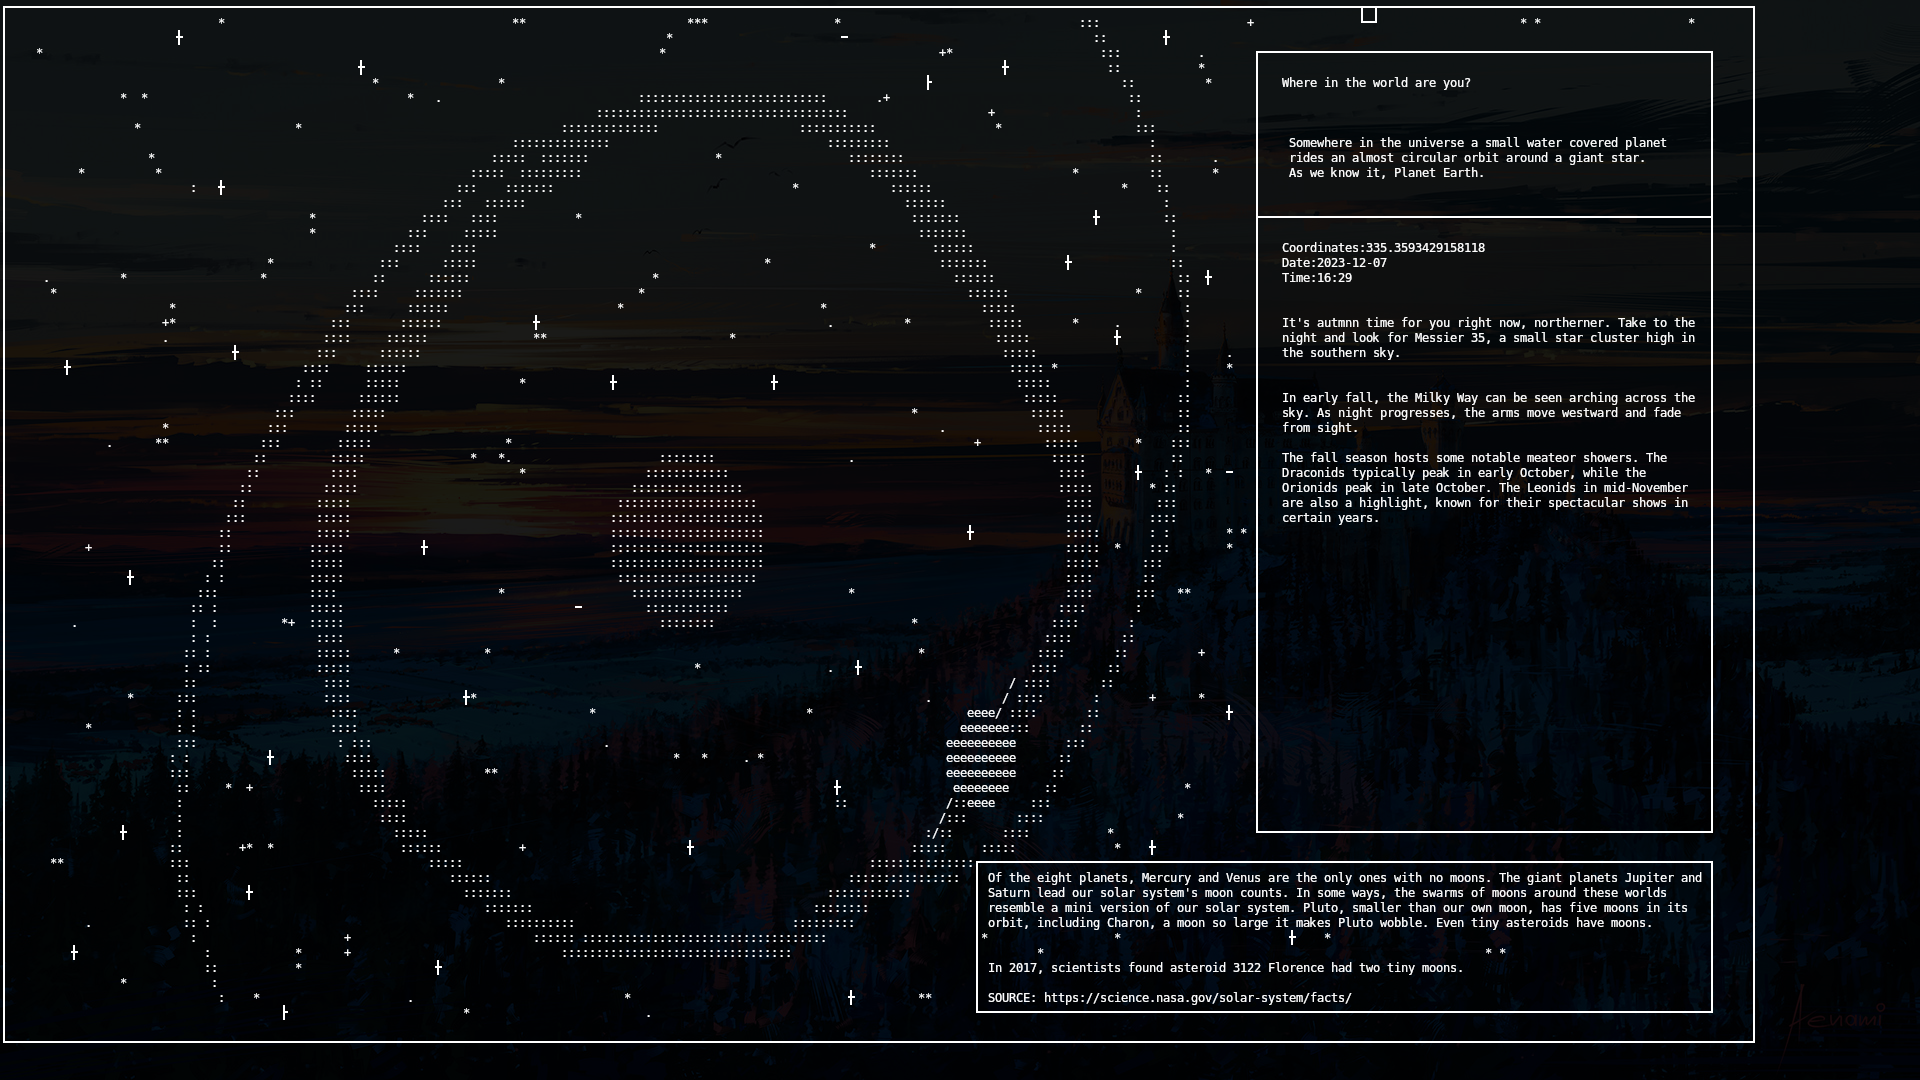 Where in the world are you?
Somewhere in the universe a small water covered planet
rides an almost circular orbit around a giant star.
As we know it, Planet Earth.
Coordinates:335.3593429158118
Date:2023-12-07
Time:16:29
It's autmnn time for you right now, northerner. Take to the
night and look for Messier 35, a small star cluster high in
the southern sky.
In early fall, the Milky Way can be seen arching across the
sky. As night progresses, the arms move westward and fade
from sight.
The fall season hosts some notable meateor showers. The
Draconids typically peak in early October, while the
Orionids peak in late October. The Leonids in mid-November
are also a highlight, known for their spectacular shows in
certain years.
Of the eight planets, Mercury and Venus are the only ones with no moons. The giant planets Jupiter and
Saturn lead our solar system's moon counts. In some ways, the swarms of moons around these worlds
resemble a mini version of our solar system. Pluto, smaller than our own moon, has five moons in its
orbit, including Charon, a moon so large it makes Pluto wobble. Even tiny asteroids have moons.
In 2017, scientists found asteroid 3122 Florence had two tiny moons.
SOURCE: https://science.nasa.gov/solar-system/facts/
Aenami